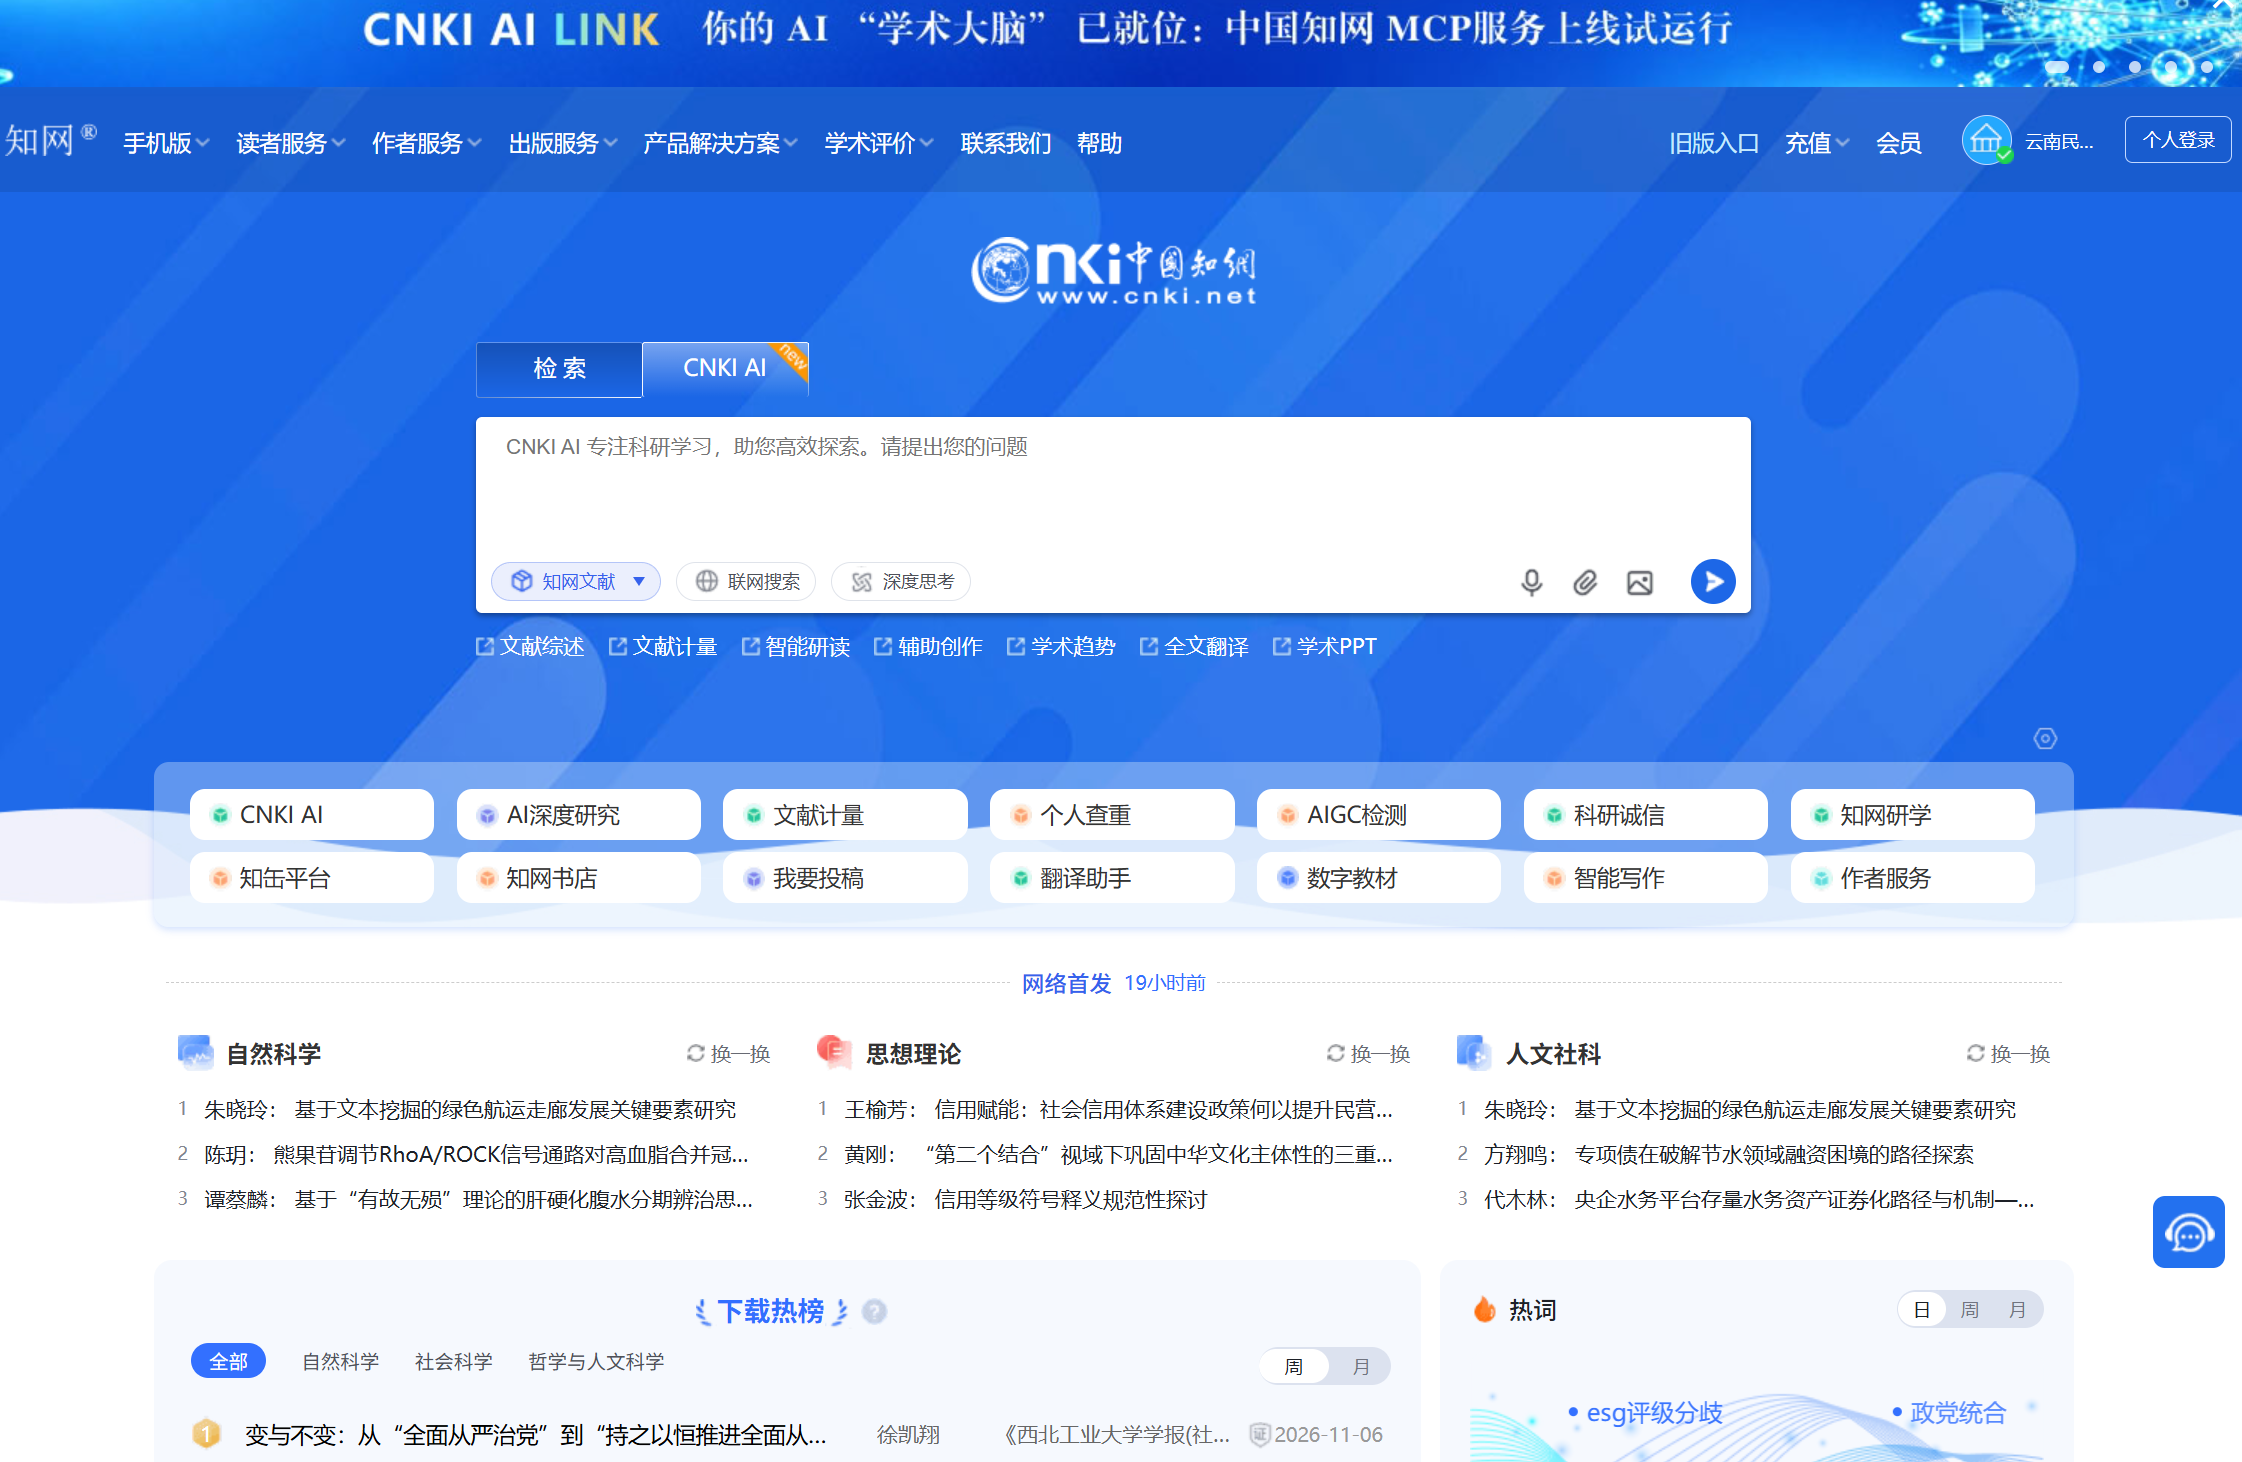 CNKI AI LINK 你的 AI “学术大脑” 已就位：中国知网 MCP服务上线试运行
知网® 手机版 读者服务 作者服务 出版服务 产品解决方案 学术评价 联系我们 帮助 旧版入口 充值 会员 云南民... 个人登录
cnki中国知網
www.cnki.net
检索 CNKI AI new
CNKI AI 专注科研学习，助您高效探索。请提出您的问题
知网文献 联网搜索 深度思考
文献综述 文献计量 智能研读 辅助创作 学术趋势 全文翻译 学术PPT
CNKI AI AI深度研究 文献计量 个人查重 AIGC检测 科研诚信 知网研学
知缶平台 知网书店 我要投稿 翻译助手 数字教材 智能写作 作者服务
网络首发 19小时前
自然科学 换一换
1 朱晓玲： 基于文本挖掘的绿色航运走廊发展关键要素研究
2 陈玥： 熊果苷调节RhoA/ROCK信号通路对高血脂合并冠...
3 谭蔡麟： 基于“有故无殒”理论的肝硬化腹水分期辨治思...
思想理论 换一换
1 王榆芳： 信用赋能：社会信用体系建设政策何以提升民营...
2 黄刚： “第二个结合”视域下巩固中华文化主体性的三重...
3 张金波： 信用等级符号释义规范性探讨
人文社科 换一换
1 朱晓玲： 基于文本挖掘的绿色航运走廊发展关键要素研究
2 方翔鸣： 专项债在破解节水领域融资困境的路径探索
3 代木林： 央企水务平台存量水务资产证券化路径与机制—...
下载热榜 ?
全部 自然科学 社会科学 哲学与人文科学 周 月
1 变与不变：从“全面从严治党”到“持之以恒推进全面从... 徐凯翔 《西北工业大学学报(社... 证 2026-11-06
热词 日 周 月
esg评级分歧 政党统合